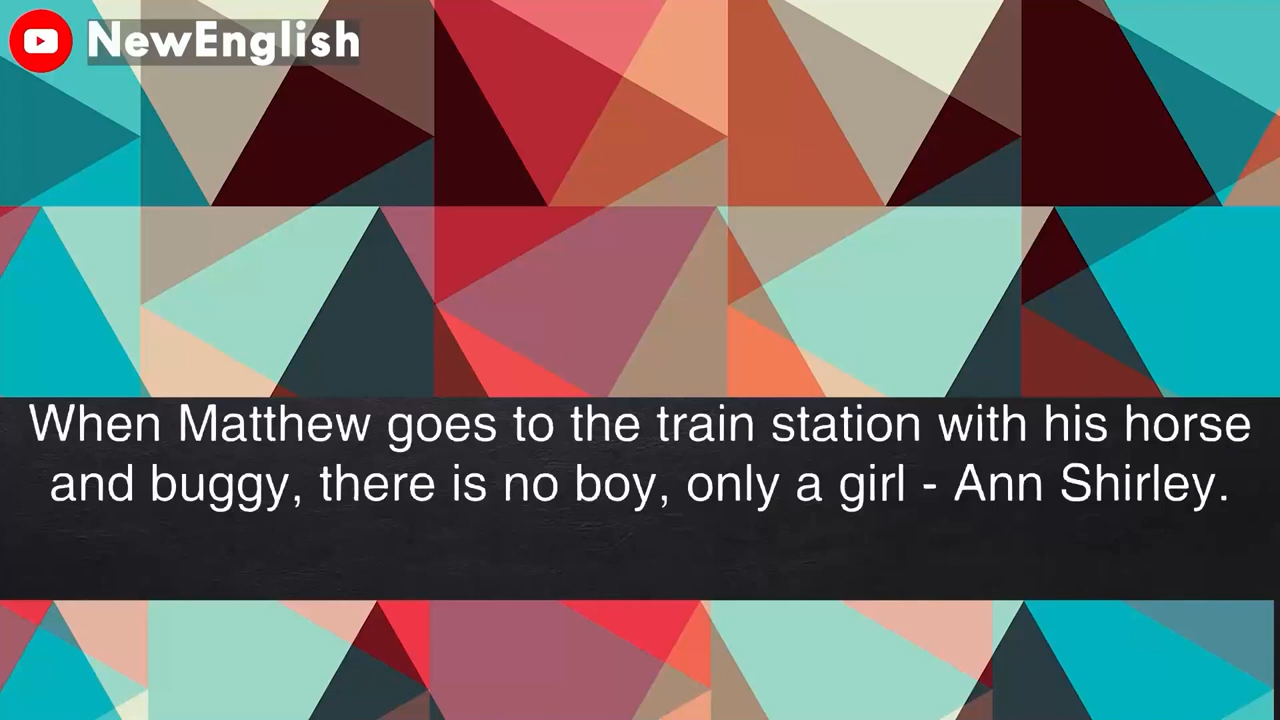 NewEnglish
When Matthew goes to the train station with his horse
and buggy, there is no boy, only a girl - Ann Shirley.